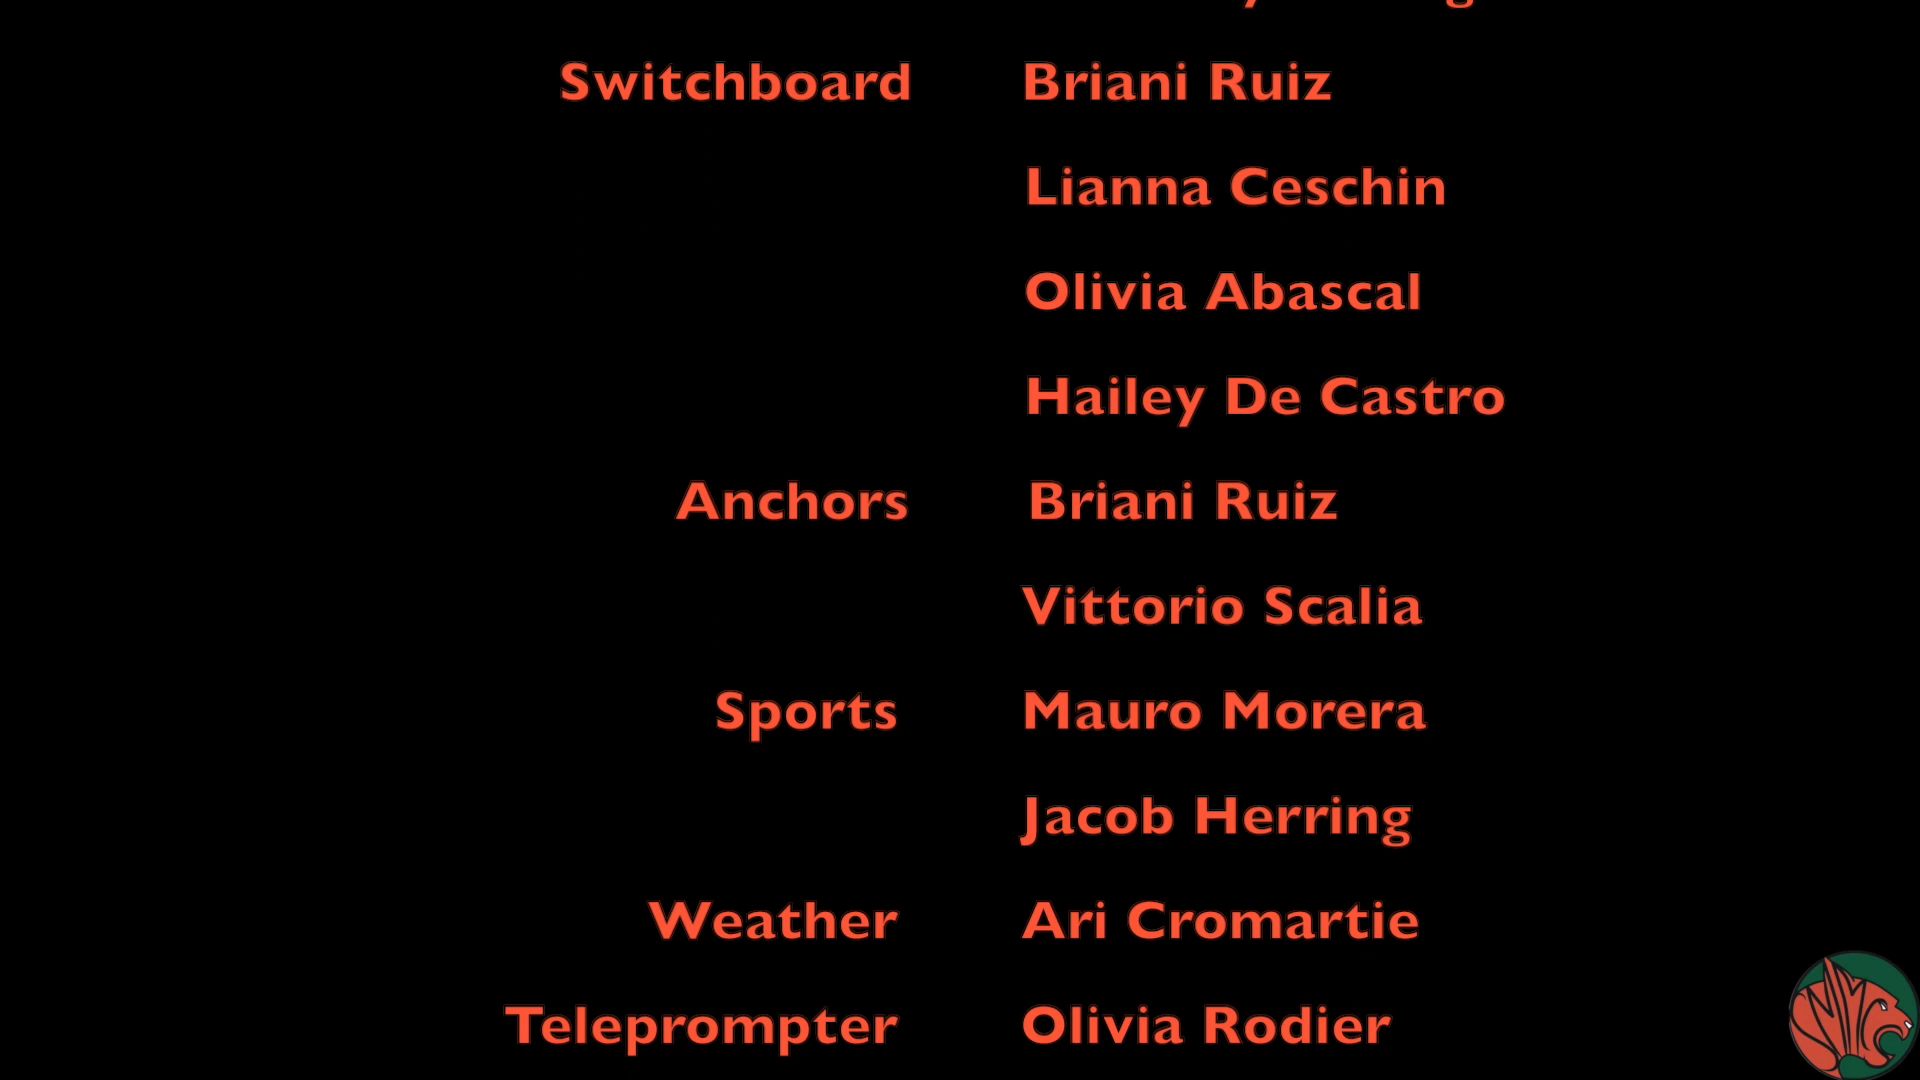 Switchboard Briani Ruiz
Lianna Ceschin
Olivia Abascal
Hailey De Castro
Anchors Briani Ruiz
Vittorio Scalia
Sports Mauro Morera
Jacob Herring
Weather Ari Cromartie
Teleprompter Olivia Rodier